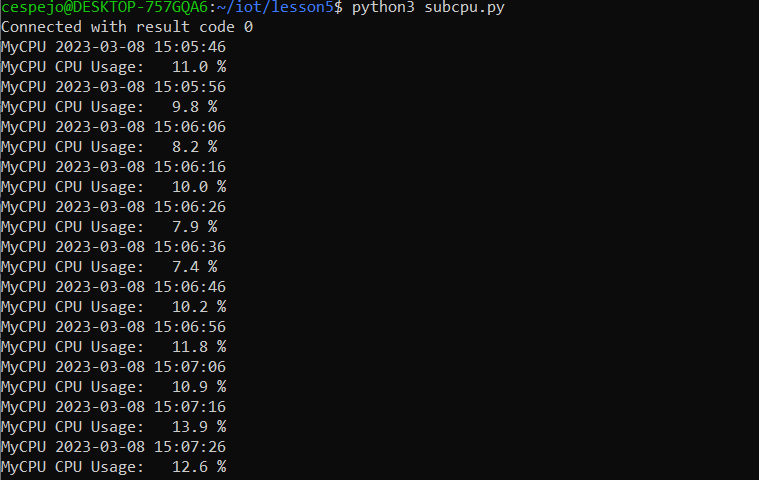 cespejo@DESKTOP-757GQA6:~/iot/lesson5$ python3 subcpu.py
Connected with result code 0
MyCPU 2023-03-08 15:05:46
MyCPU CPU Usage:   11.0 %
MyCPU 2023-03-08 15:05:56
MyCPU CPU Usage:   9.8 %
MyCPU 2023-03-08 15:06:06
MyCPU CPU Usage:   8.2 %
MyCPU 2023-03-08 15:06:16
MyCPU CPU Usage:   10.0 %
MyCPU 2023-03-08 15:06:26
MyCPU CPU Usage:   7.9 %
MyCPU 2023-03-08 15:06:36
MyCPU CPU Usage:   7.4 %
MyCPU 2023-03-08 15:06:46
MyCPU CPU Usage:   10.2 %
MyCPU 2023-03-08 15:06:56
MyCPU CPU Usage:   11.8 %
MyCPU 2023-03-08 15:07:06
MyCPU CPU Usage:   10.9 %
MyCPU 2023-03-08 15:07:16
MyCPU CPU Usage:   13.9 %
MyCPU 2023-03-08 15:07:26
MyCPU CPU Usage:   12.6 %